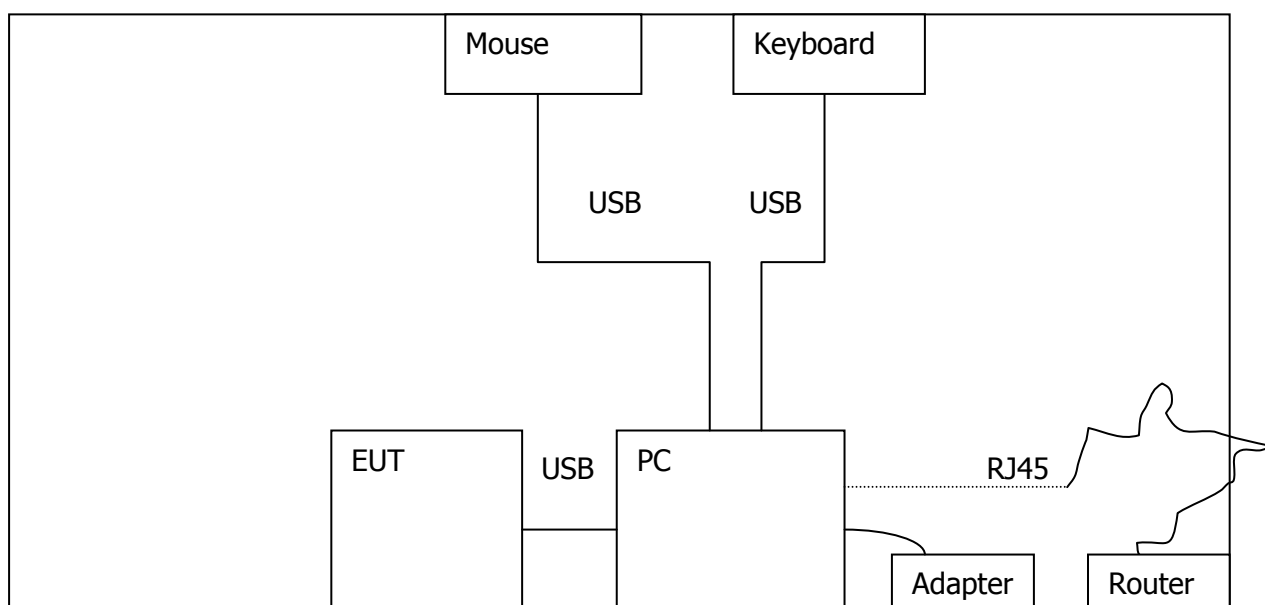 Mouse
Keyboard
USB
USB
EUT
USB
PC
RJ45
Adapter
Router